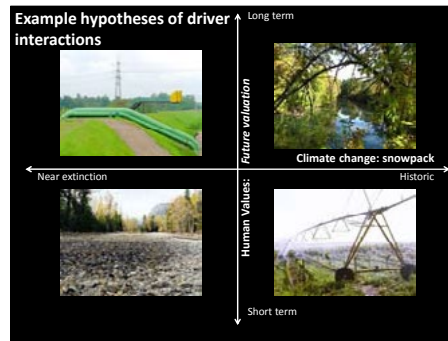 Example hypotheses of driver
interactions
Long term
Future valuation
Climate change: snowpack
Near extinction
Historic
Human Values:
Short term